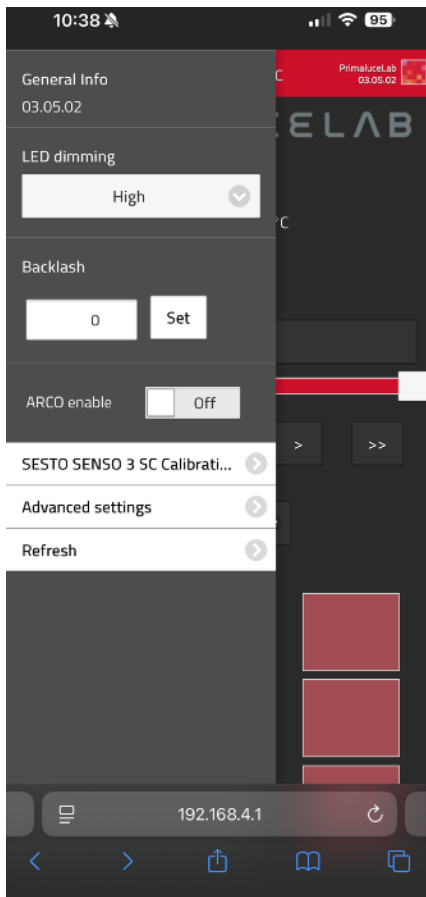 10:38
95
General Info
03.05.02
C
PrimaluceLab
03.05.02
ELAB
LED dimming
High
°C
Backlash
0
Set
ARCO enable
Off
SESTO SENSO 3 SC Calibrati...
>
>>
Advanced settings
Refresh
192.168.4.1